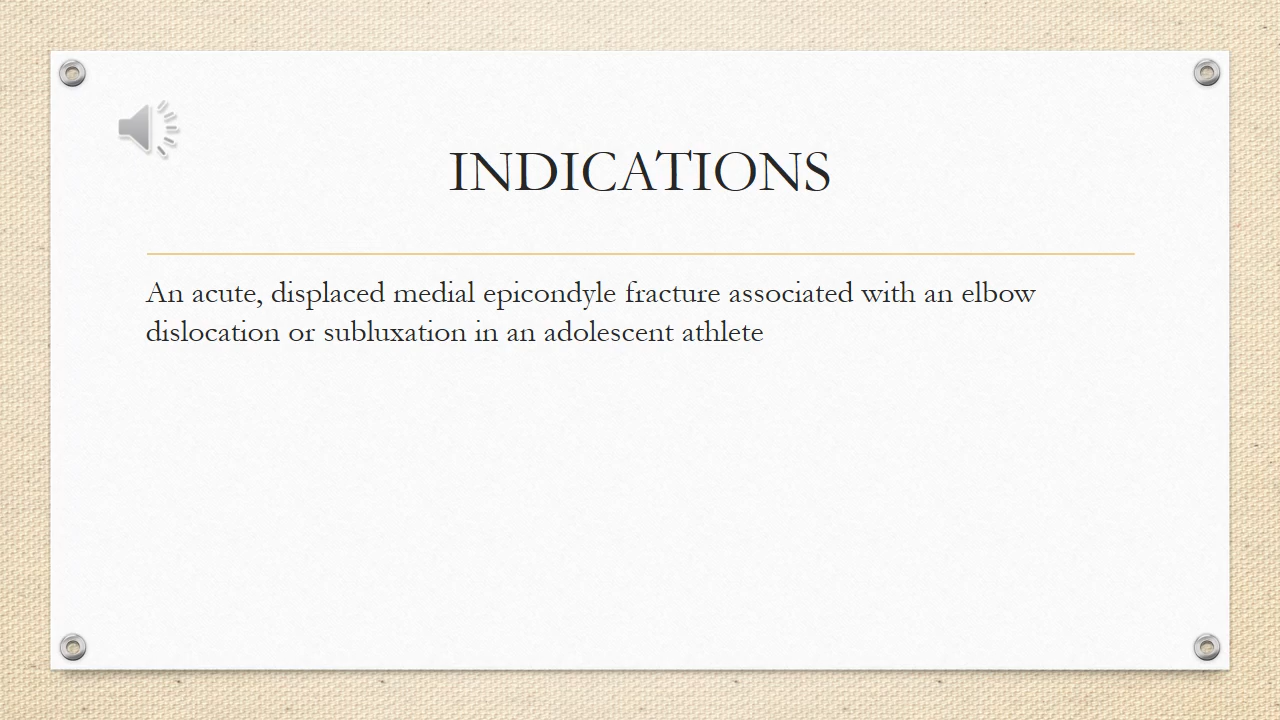 INDICATIONS
An acute, displaced medial epicondyle fracture associated with an elbow
dislocation or subluxation in an adolescent athlete